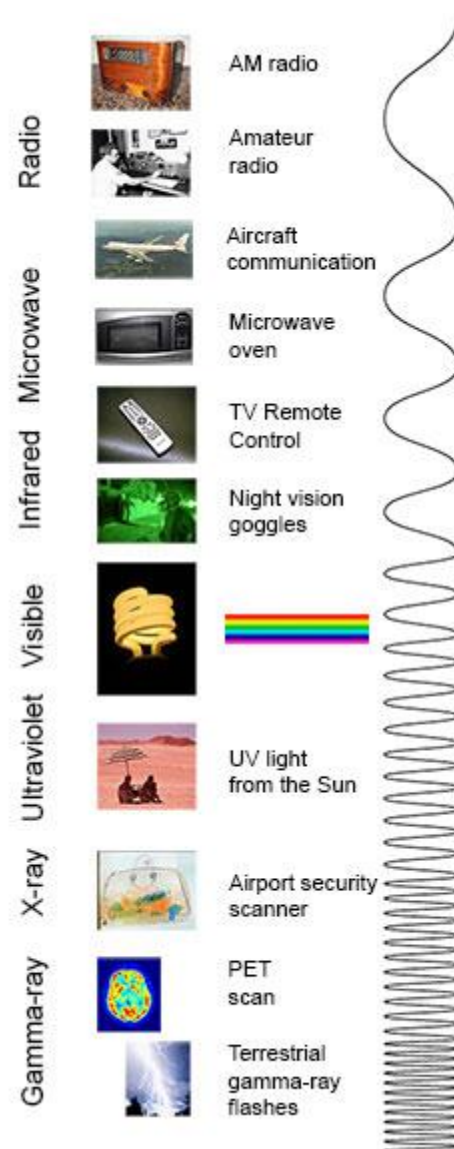 Radio
AM radio
Amateur
radio
Aircraft
communication
Microwave
Microwave
oven
Infrared
TV Remote
Control
Night vision
goggles
Visible
Ultraviolet
UV light
from the Sun
X-ray
Airport security
scanner
Gamma-ray
PET
scan
Terrestrial
gamma-ray
flashes